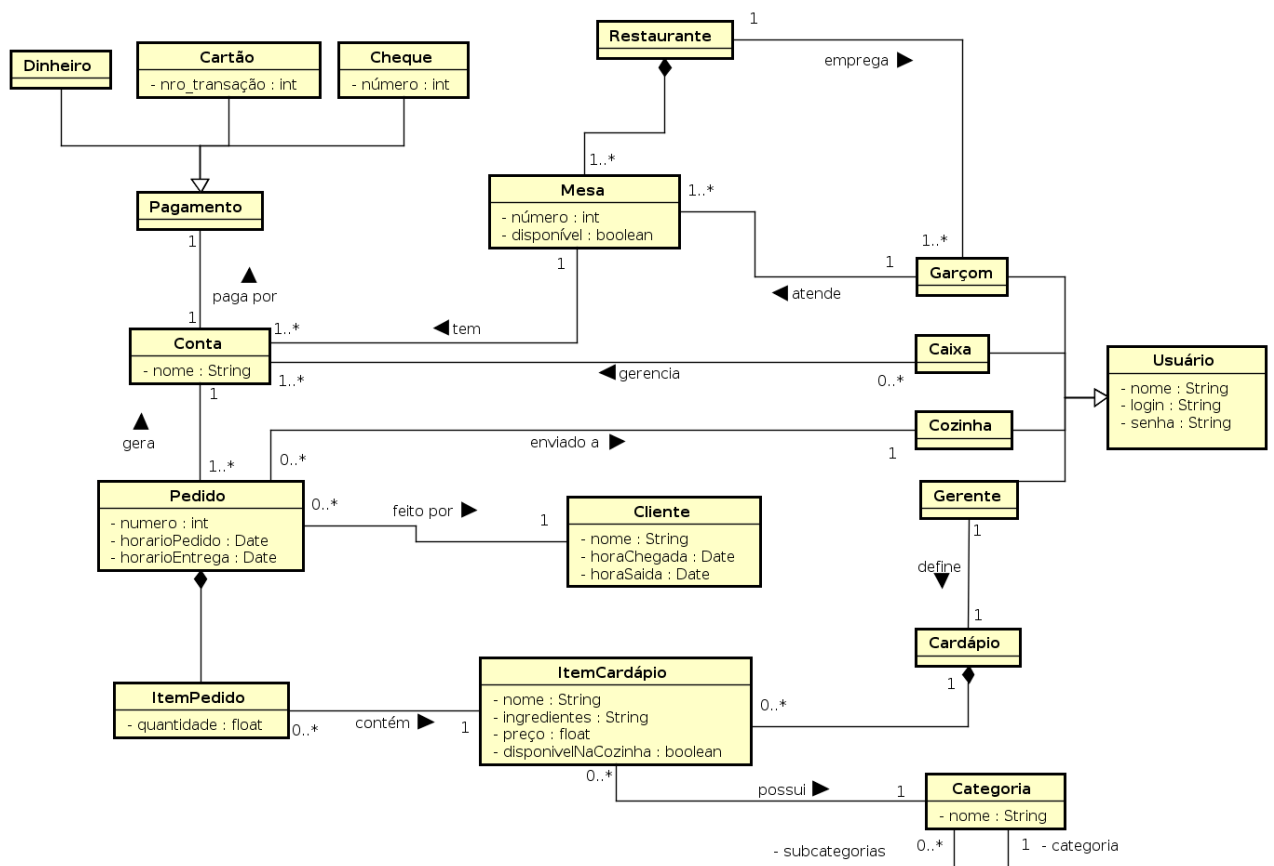 Dinheiro
Cartão
- nro_transação : int
Cheque
- número : int
Restaurante
1
emprega
1..*
Mesa
- número : int
- disponível : boolean
1..*
1
1..*
1
Garçom
atende
Pagamento
1
paga por
1
1..*
tem
Conta
- nome : String
1..*
gerencia
0..*
Caixa
Usuário
- nome : String
- login : String
- senha : String
1
gera
1..*
0..*
enviado a
1
Cozinha
Pedido
- numero : int
- horarioPedido : Date
- horarioEntrega : Date
0..*
feito por
1
Cliente
- nome : String
- horaChegada : Date
- horaSaida : Date
Gerente
1
define
1
Cardápio
1
ItemPedido
- quantidade : float
0..*
contém
1
ItemCardápio
- nome : String
- ingredientes : String
- preço : float
- disponivelNaCozinha : boolean
0..*
0..*
possui
1
Categoria
- nome : String
- subcategorias
0..*
1
- categoria